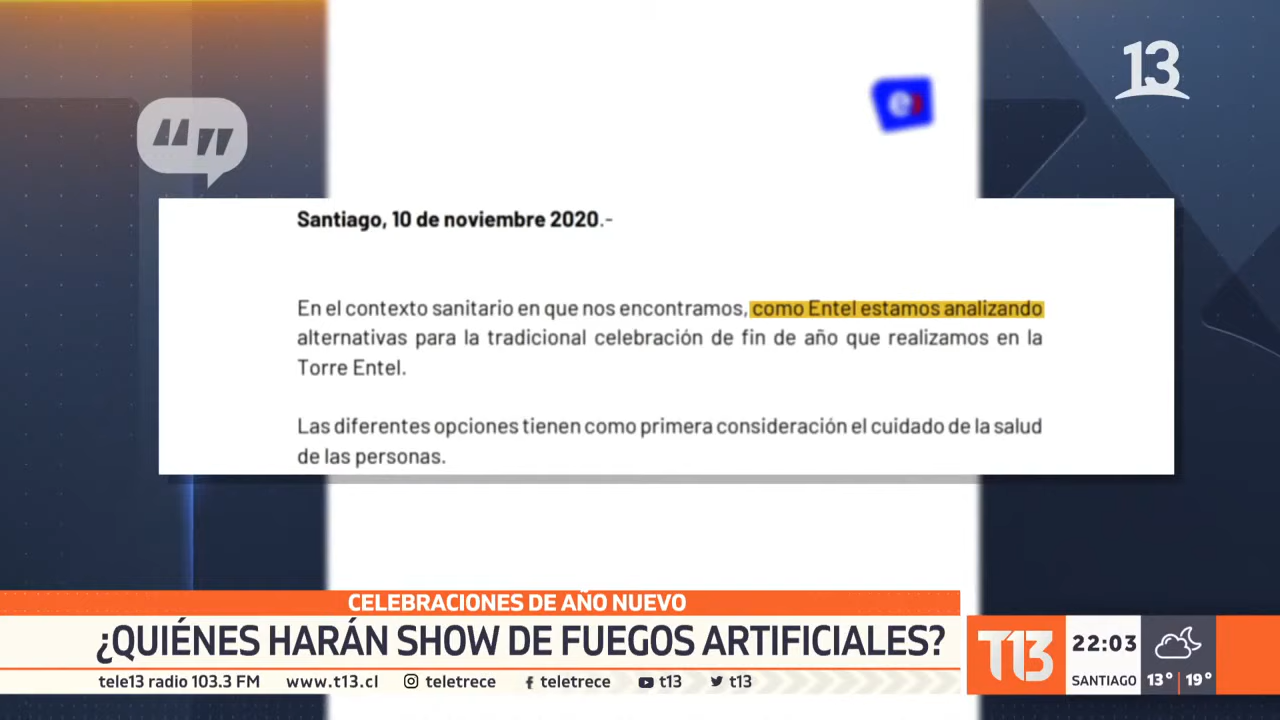 13
e
Santiago, 10 de noviembre 2020.-
En el contexto sanitario en que nos encontramos, como Entel estamos analizando
alternativas para la tradicional celebración de fin de año que realizamos en la
Torre Entel.
Las diferentes opciones tienen como primera consideración el cuidado de la salud
de las personas.
CELEBRACIONES DE AÑO NUEVO
¿QUIÉNES HARÁN SHOW DE FUEGOS ARTIFICIALES?
tele13 radio 103.3 FM www.t13.cl teletrece teletrece t13 t13
T13
22:03
SANTIAGO
13° 19°